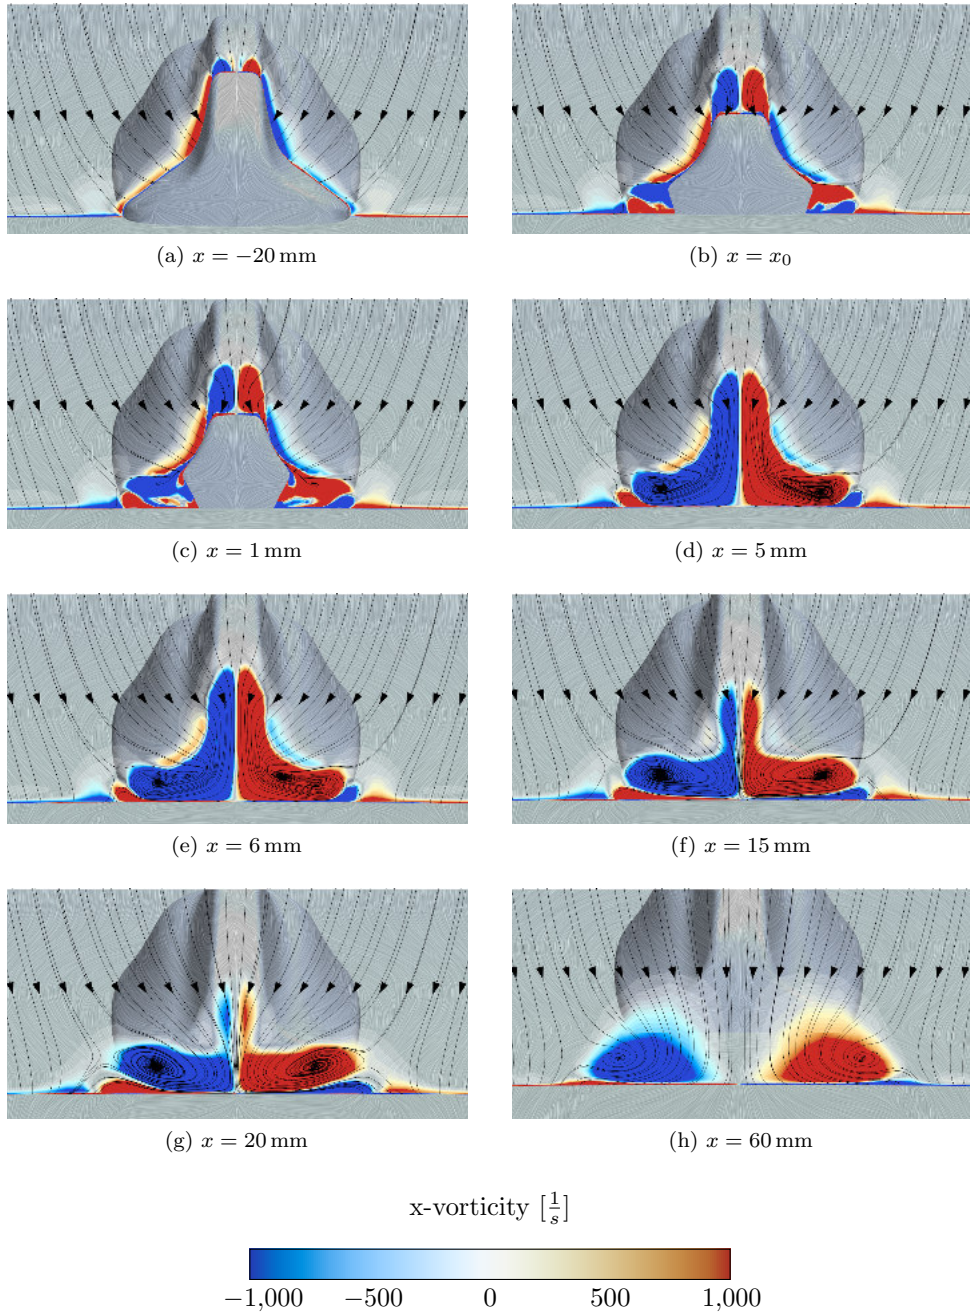 (a) x = −20 mm
(b) x = x₀
(c) x = 1 mm
(d) x = 5 mm
(e) x = 6 mm
(f) x = 15 mm
(g) x = 20 mm
(h) x = 60 mm
x-vorticity [1/s]
−1,000 −500 0 500 1,000